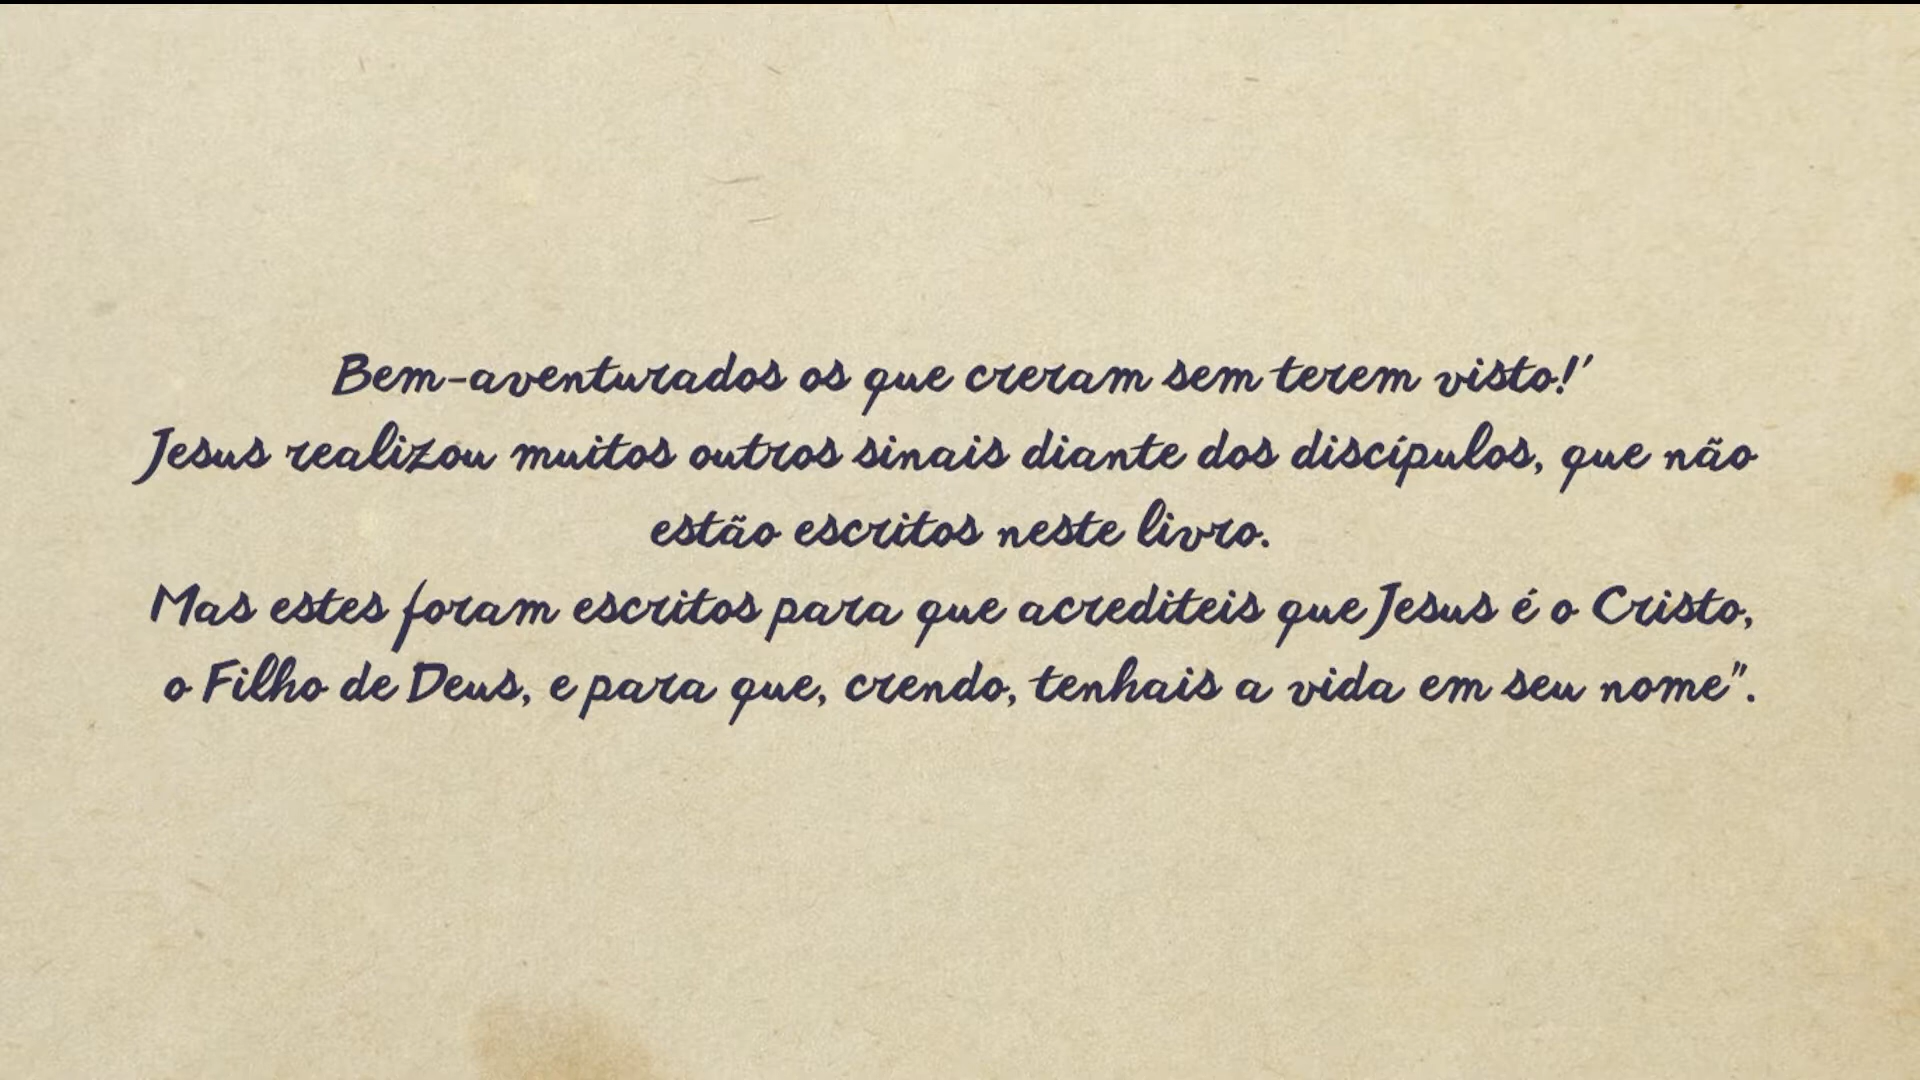 Bem-aventurados os que creram sem terem visto!'
Jesus realizou muitos outros sinais diante dos discípulos, que não
estão escritos neste livro.
Mas estes foram escritos para que acrediteis que Jesus é o Cristo,
o Filho de Deus, e para que, crendo, tenhais a vida em seu nome".